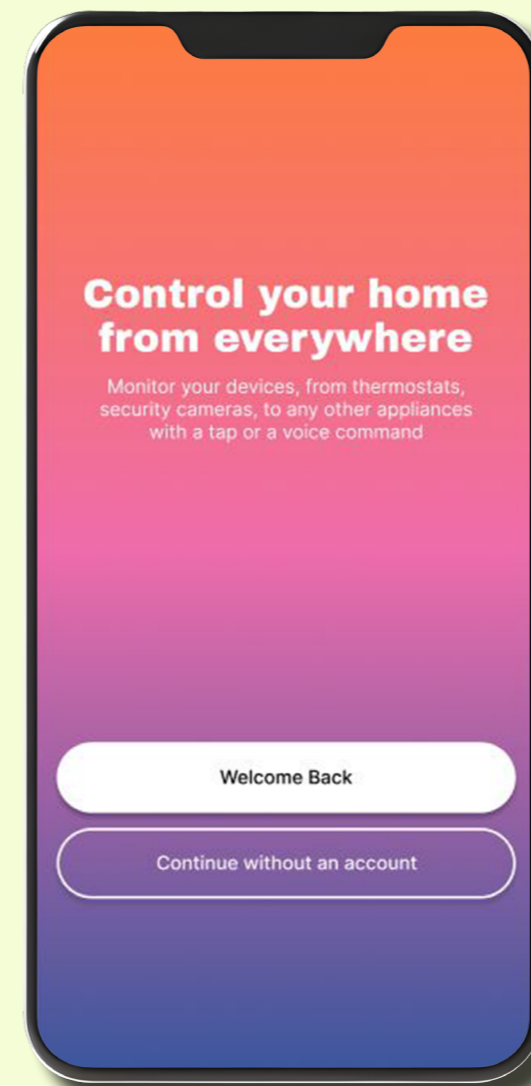 Control your home
from everywhere
Monitor your devices, from thermostats,
security cameras, to any other appliances
with a tap or a voice command
Welcome Back
Continue without an account